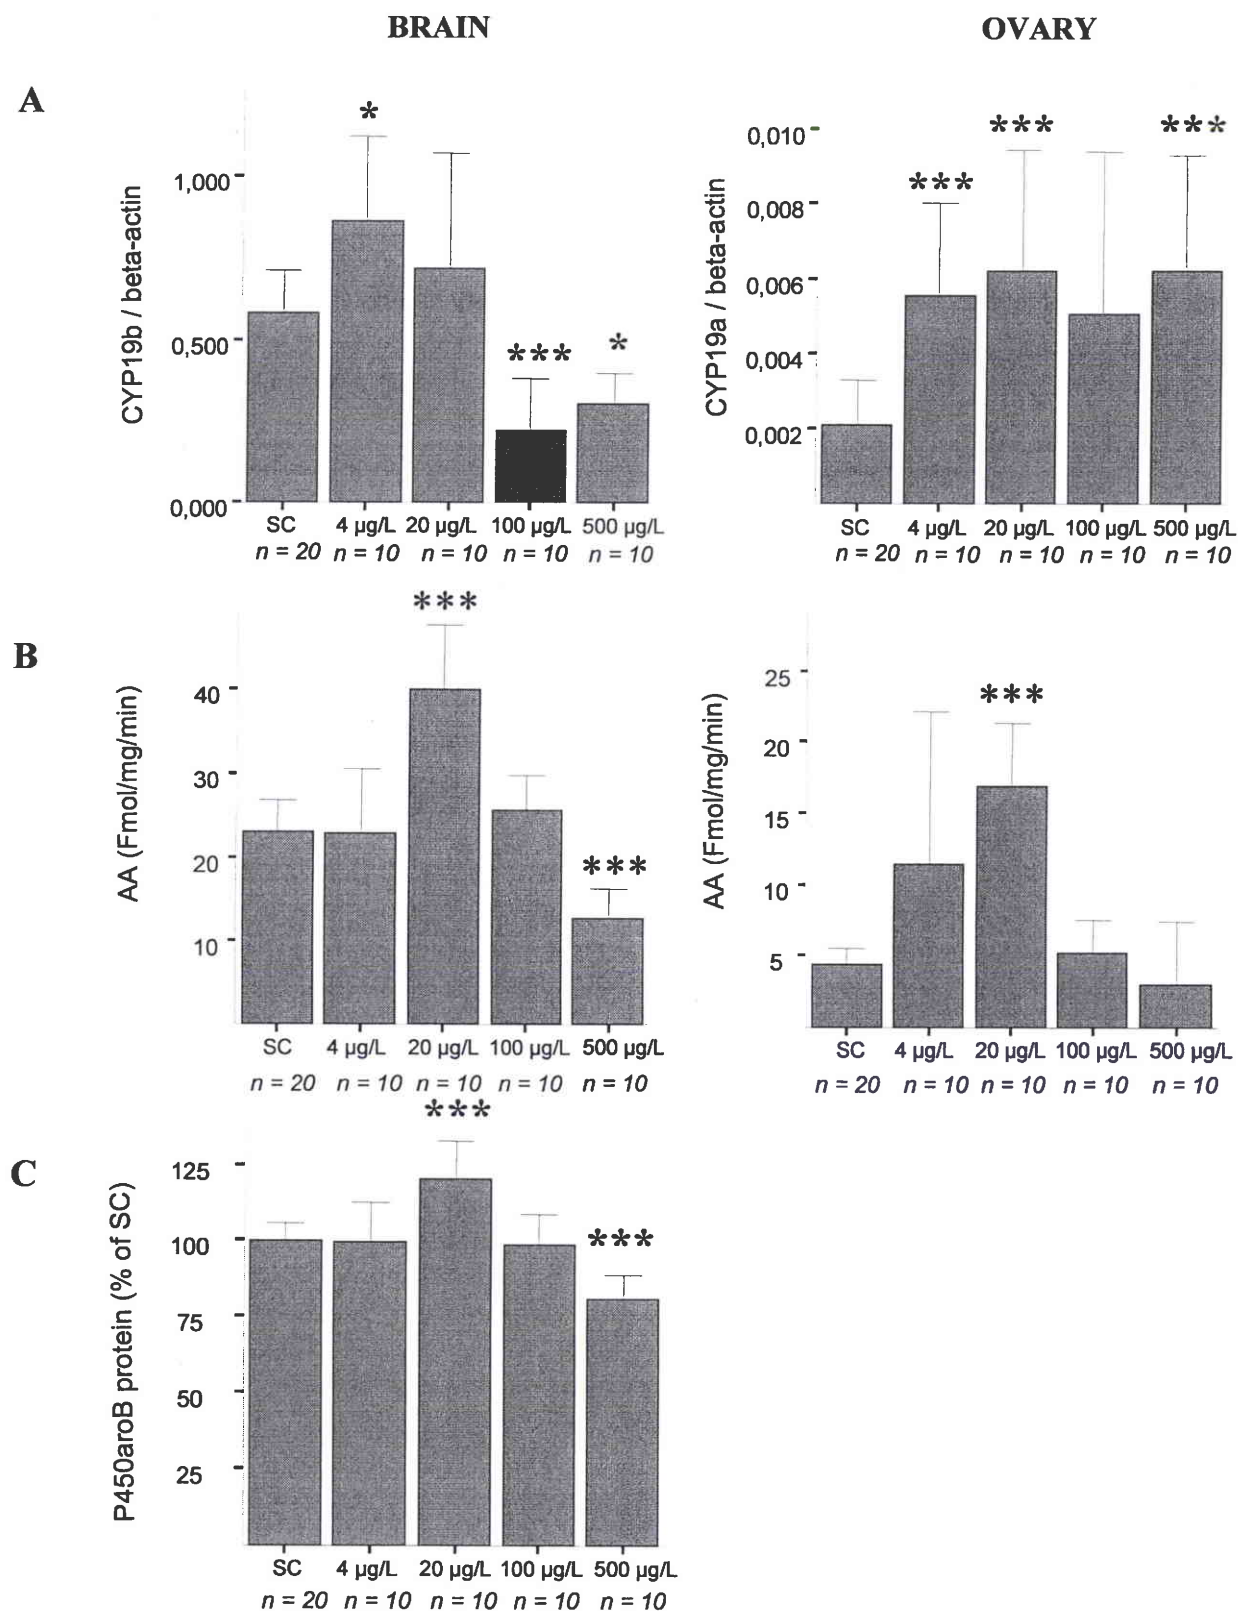 BRAIN
OVARY
A
*
1,000
0,500
0,000
CYP19b / beta-actin
***
*
SC 4 µg/L 20 µg/L 100 µg/L 500 µg/L
n = 20 n = 10 n = 10 n = 10 n = 10
0,010
0,008
0,006
0,004
0,002
CYP19a / beta-actin
***
***
***
SC 4 µg/L 20 µg/L 100 µg/L 500 µg/L
n = 20 n = 10 n = 10 n = 10 n = 10
B
***
40
30
20
10
AA (Fmol/mg/min)
***
SC 4 µg/L 20 µg/L 100 µg/L 500 µg/L
n = 20 n = 10 n = 10 n = 10 n = 10
25
20
15
10
5
AA (Fmol/mg/min)
***
SC 4 µg/L 20 µg/L 100 µg/L 500 µg/L
n = 20 n = 10 n = 10 n = 10 n = 10
C
***
125
100
75
50
25
P450aroB protein (% of SC)
***
SC 4 µg/L 20 µg/L 100 µg/L 500 µg/L
n = 20 n = 10 n = 10 n = 10 n = 10